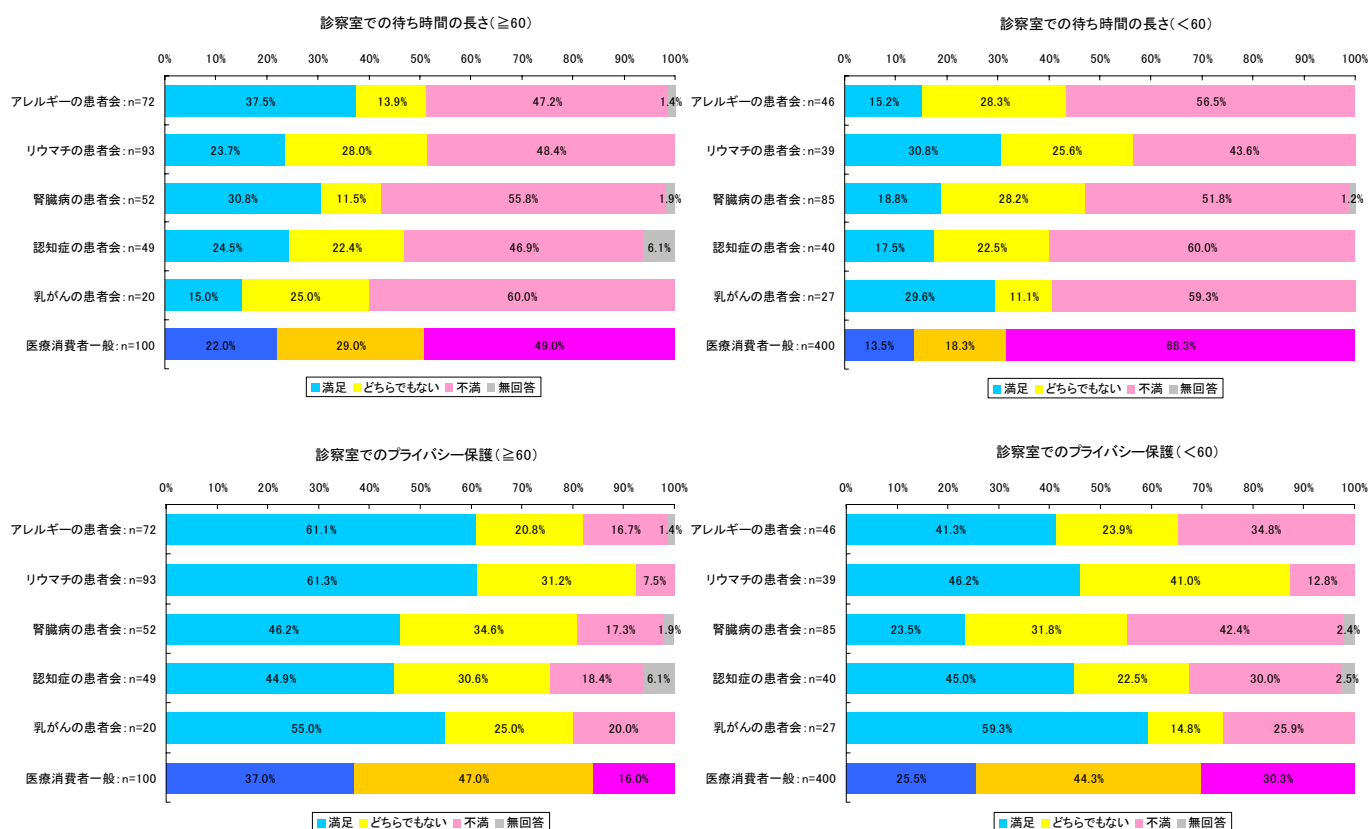 診察室での待ち時間の長さ(≧60)
0% 10% 20% 30% 40% 50% 60% 70% 80% 90% 100%
アレルギーの患者会:n=72 37.5% 13.9% 47.2% 1.4%
リウマチの患者会:n=93 23.7% 28.0% 48.4%
腎臓病の患者会:n=52 30.8% 11.5% 55.8% 1.9%
認知症の患者会:n=49 24.5% 22.4% 46.9% 6.1%
乳がんの患者会:n=20 15.0% 25.0% 60.0%
医療消費者一般:n=100 22.0% 29.0% 49.0%
満足 どちらでもない 不満 無回答
診察室での待ち時間の長さ(<60)
0% 10% 20% 30% 40% 50% 60% 70% 80% 90% 100%
アレルギーの患者会:n=46 15.2% 28.3% 56.5%
リウマチの患者会:n=39 30.8% 25.6% 43.6%
腎臓病の患者会:n=85 18.8% 28.2% 51.8% 1.2%
認知症の患者会:n=40 17.5% 22.5% 60.0%
乳がんの患者会:n=27 29.6% 11.1% 59.3%
医療消費者一般:n=400 13.5% 18.3% 68.3%
満足 どちらでもない 不満 無回答
診察室でのプライバシー保護(≧60)
0% 10% 20% 30% 40% 50% 60% 70% 80% 90% 100%
アレルギーの患者会:n=72 61.1% 20.8% 16.7% 1.4%
リウマチの患者会:n=93 61.3% 31.2% 7.5%
腎臓病の患者会:n=52 46.2% 34.6% 17.3% 1.9%
認知症の患者会:n=49 44.9% 30.6% 18.4% 6.1%
乳がんの患者会:n=20 55.0% 25.0% 20.0%
医療消費者一般:n=100 37.0% 47.0% 16.0%
満足 どちらでもない 不満 無回答
診察室でのプライバシー保護(<60)
0% 10% 20% 30% 40% 50% 60% 70% 80% 90% 100%
アレルギーの患者会:n=46 41.3% 23.9% 34.8%
リウマチの患者会:n=39 46.2% 41.0% 12.8%
腎臓病の患者会:n=85 23.5% 31.8% 42.4% 2.4%
認知症の患者会:n=40 45.0% 22.5% 30.0% 2.5%
乳がんの患者会:n=27 59.3% 14.8% 25.9%
医療消費者一般:n=400 25.5% 44.3% 30.3%
満足 どちらでもない 不満 無回答